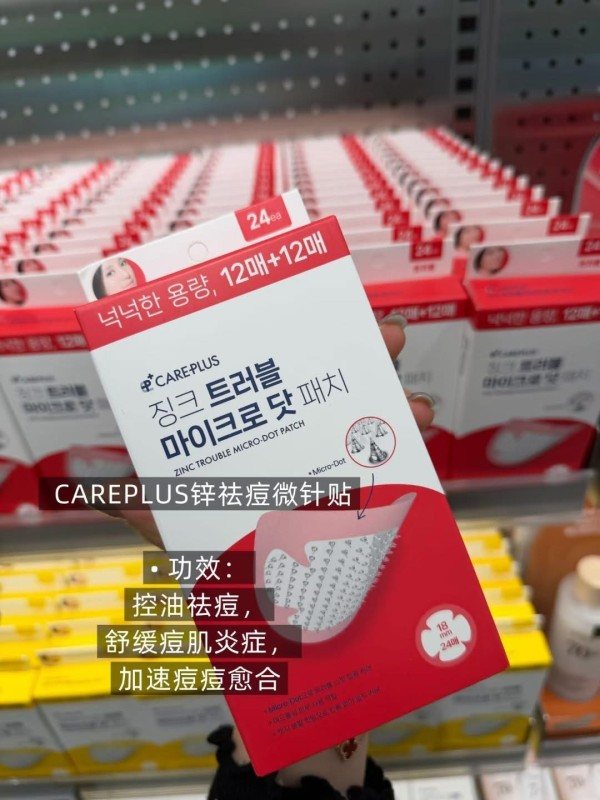 24매
넉넉한 용량, 12매+12매
CARE·PLUS
징크 트러블
마이크로 닷 패치
ZINC TROUBLE MICRO-DOT PATCH
• Micro-Dot
CAREPLUS锌祛痘微针贴
• 功效：
控油祛痘，
舒缓痘肌炎症，
加速痘痘愈合
18
mm
24매